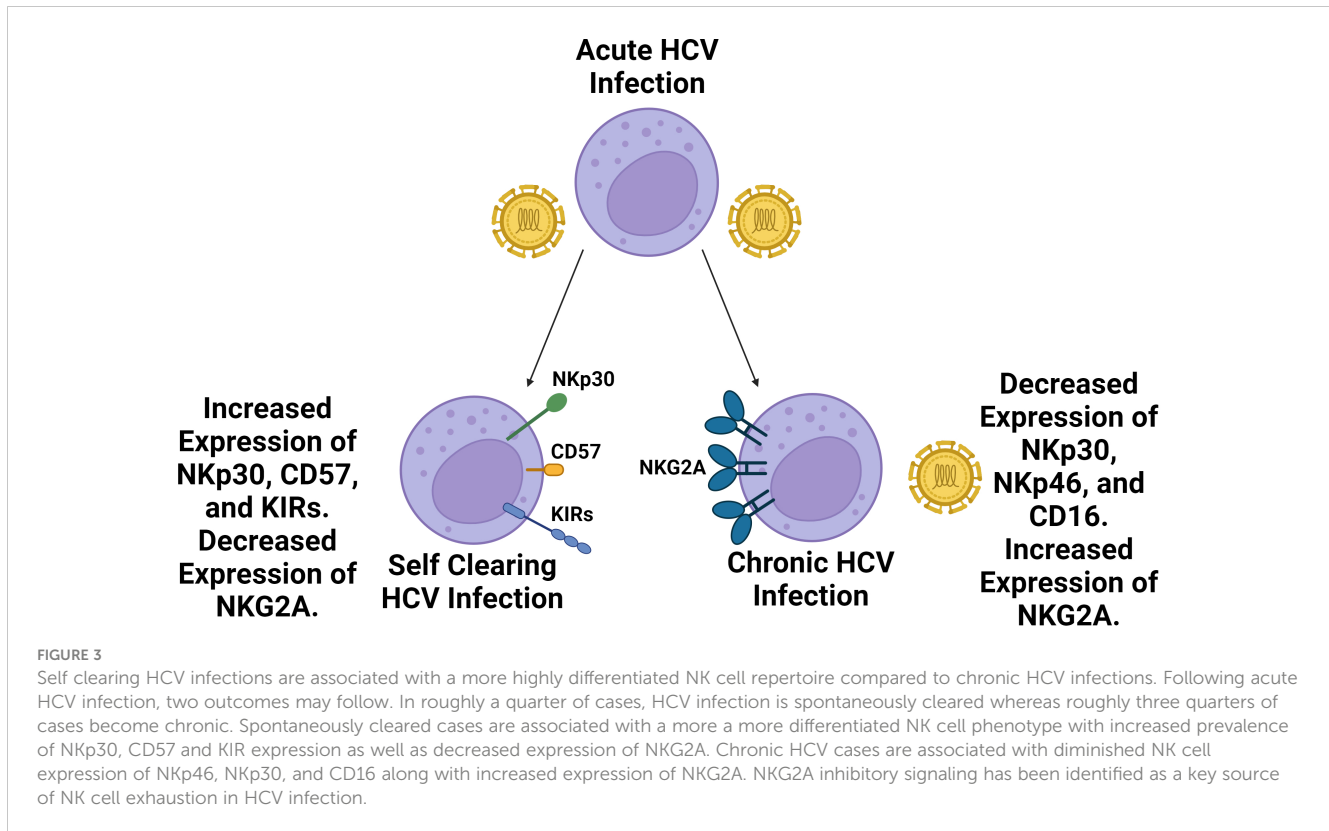 Acute HCV
Infection
NKp30
CD57
KIRs
Increased
Expression of
NKp30, CD57,
and KIRs.
Decreased
Expression of
NKG2A.
Self Clearing
HCV Infection
NKG2A
Chronic HCV
Infection
Decreased
Expression of
NKp30,
NKp46, and
CD16.
Increased
Expression of
NKG2A.
FIGURE 3
Self clearing HCV infections are associated with a more highly differentiated NK cell repertoire compared to chronic HCV infections. Following acute
HCV infection, two outcomes may follow. In roughly a quarter of cases, HCV infection is spontaneously cleared whereas roughly three quarters of
cases become chronic. Spontaneously cleared cases are associated with a more a more differentiated NK cell phenotype with increased prevalence
of NKp30, CD57 and KIR expression as well as decreased expression of NKG2A. Chronic HCV cases are associated with diminished NK cell
expression of NKp46, NKp30, and CD16 along with increased expression of NKG2A. NKG2A inhibitory signaling has been identified as a key source
of NK cell exhaustion in HCV infection.